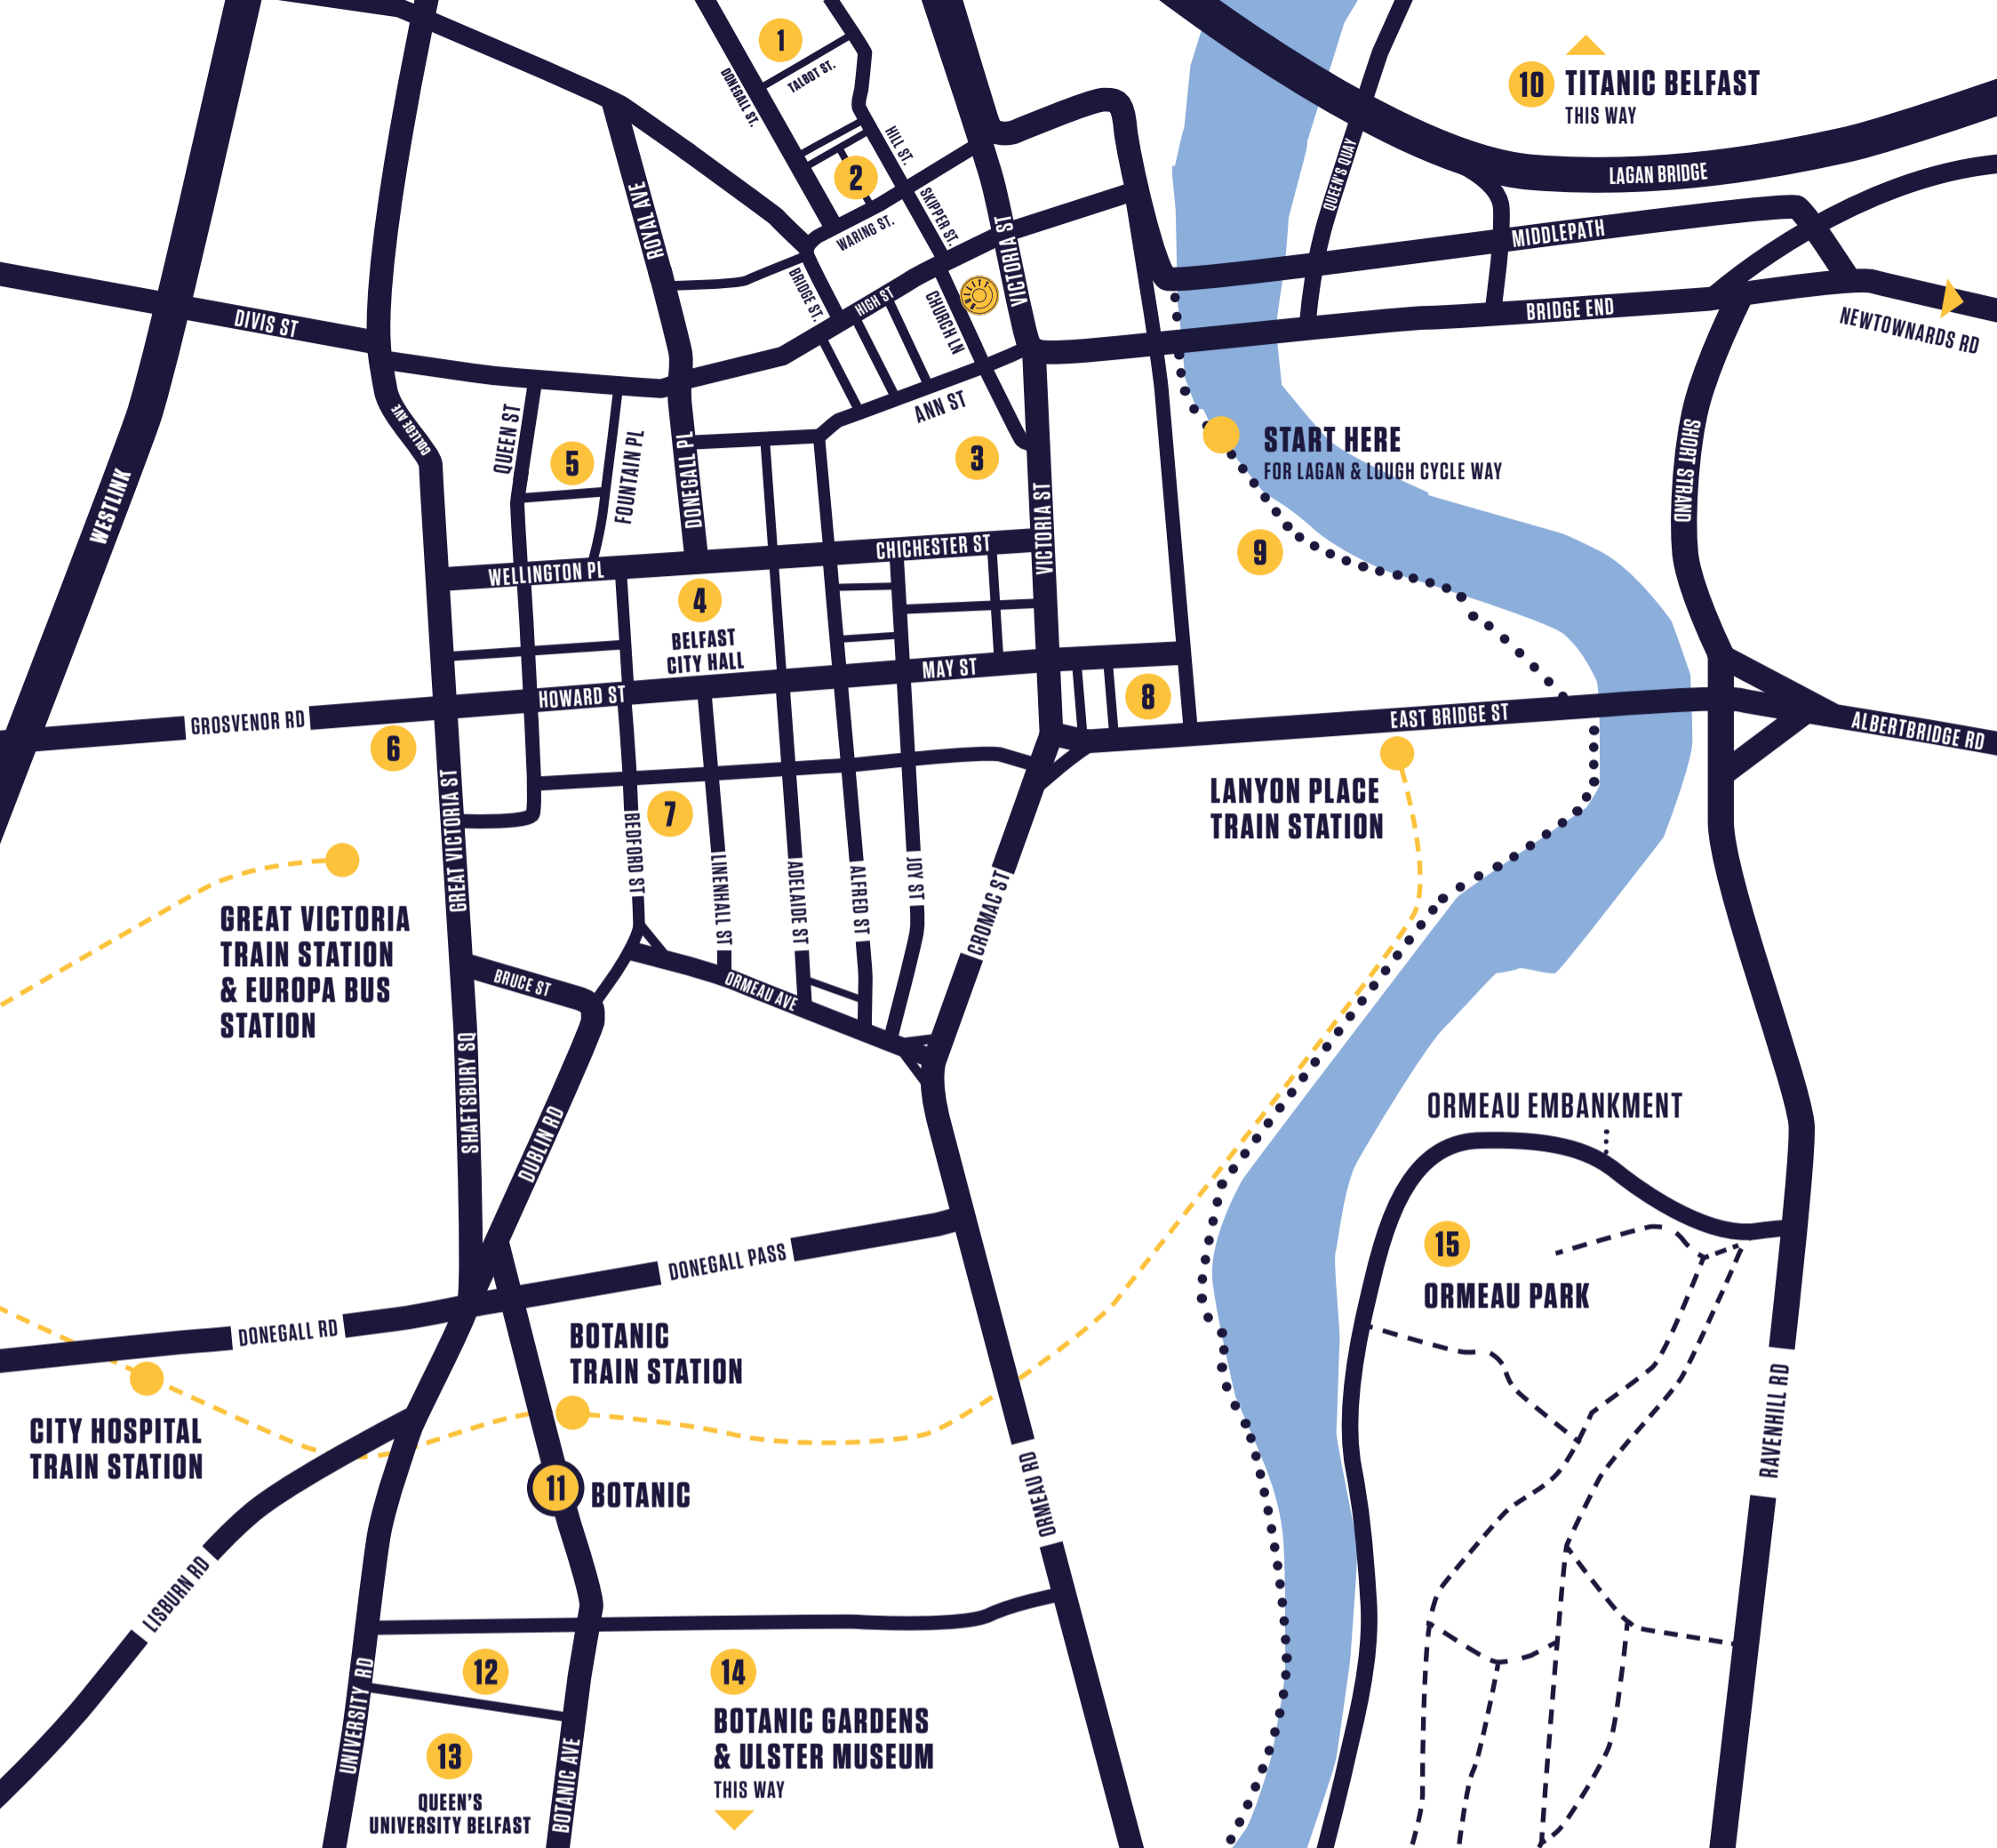 1
TALBOT ST.
DONEGALL ST.
HILL ST.
2
SKIPPER ST.
WARING ST.
ROYAL AVE
VICTORIA ST
BRIDGE ST.
HIGH ST
CHURCH LN
QUEEN'S QUAY
10
TITANIC BELFAST
THIS WAY
LAGAN BRIDGE
MIDDLEPATH
BRIDGE END
NEWTOWNARDS RD
DIVIS ST
COLLEGE AVE
QUEEN ST
5
FOUNTAIN PL
DONEGALL PL
ANN ST
3
START HERE
FOR LAGAN & LOUGH CYCLE WAY
SHORT STRAND
WESTLINK
VICTORIA ST
9
CHICHESTER ST
WELLINGTON PL
4
BELFAST
CITY HALL
MAY ST
HOWARD ST
GROSVENOR RD
6
8
EAST BRIDGE ST
ALBERTBRIDGE RD
LANYON PLACE
TRAIN STATION
7
GREAT VICTORIA ST
BEDFORD ST
LINENHALL ST
ADELAIDE ST
ALFRED ST
JOY ST
CROMAC ST
GREAT VICTORIA
TRAIN STATION
& EUROPA BUS
STATION
BRUCE ST
ORMEAU AVE
SHAFTSBURY SQ
DUBLIN RD
ORMEAU EMBANKMENT
15
ORMEAU PARK
DONEGALL PASS
DONEGALL RD
BOTANIC
TRAIN STATION
CITY HOSPITAL
TRAIN STATION
11
BOTANIC
ORMEAU RD
RAVENHILL RD
LISBURN RD
12
UNIVERSITY RD
13
QUEEN'S
UNIVERSITY BELFAST
BOTANIC AVE
14
BOTANIC GARDENS
& ULSTER MUSEUM
THIS WAY